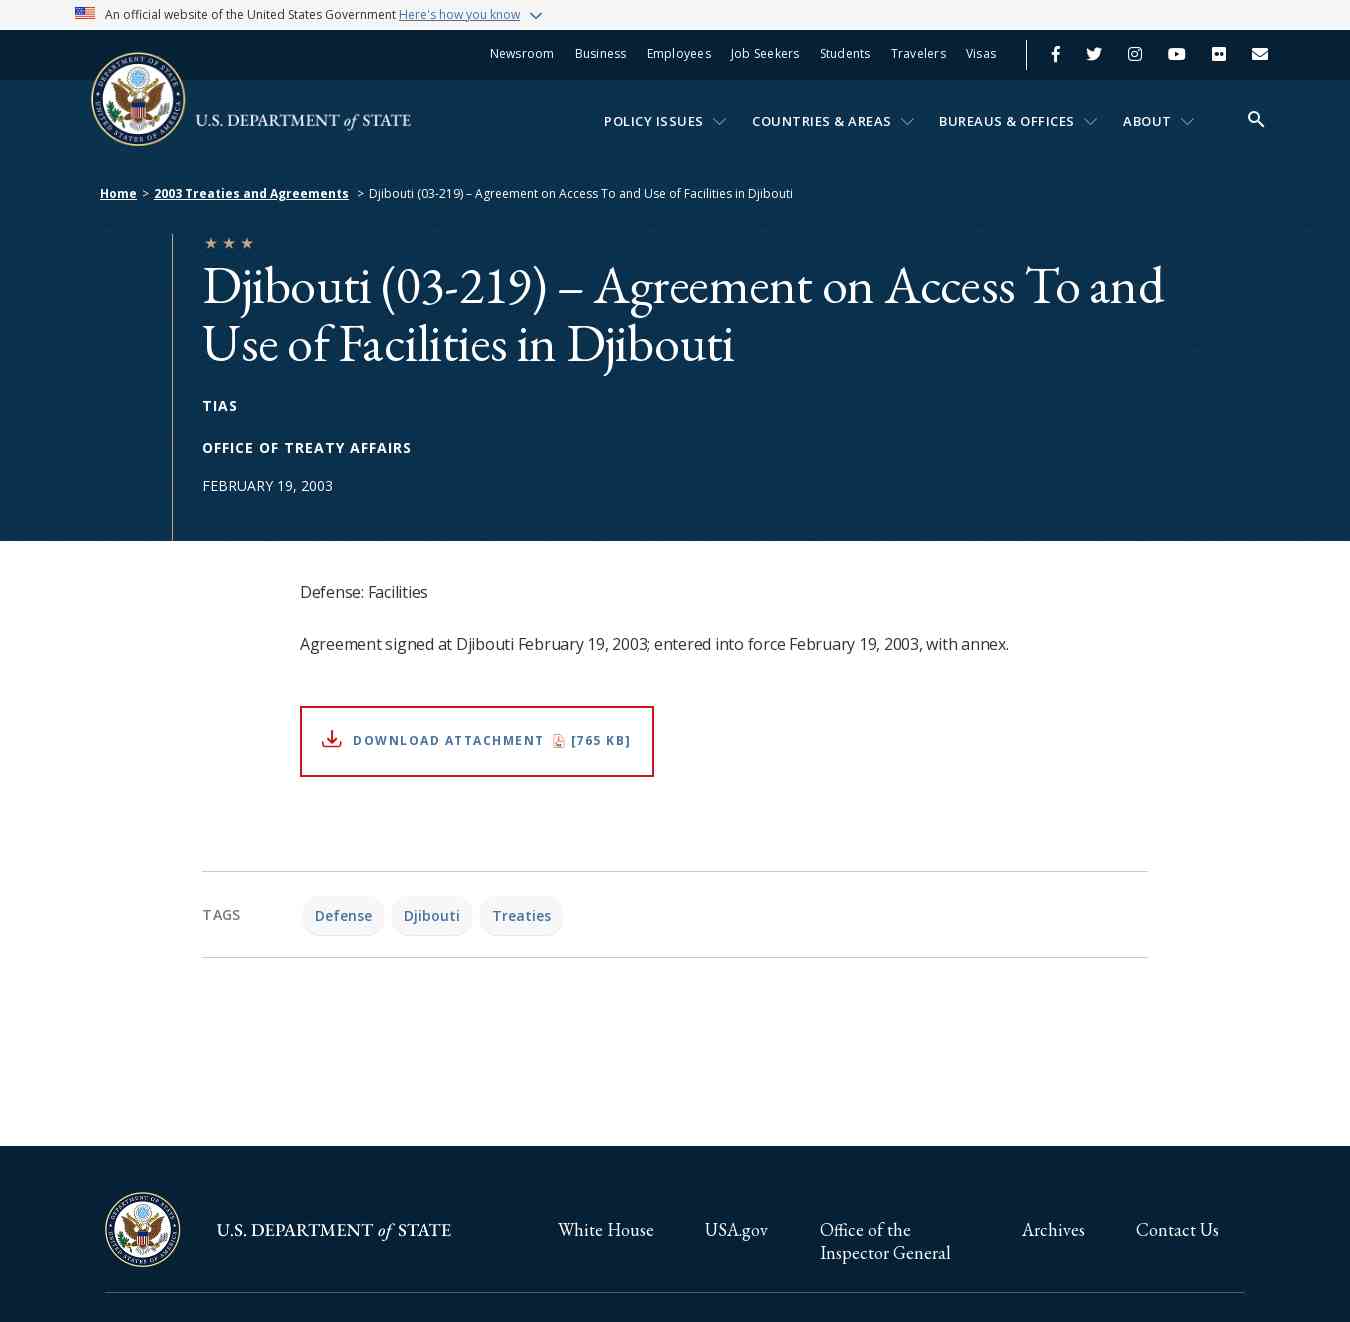 An official website of the United States Government Here's how you know
Newsroom Business Employees Job Seekers Students Travelers Visas
U.S. DEPARTMENT of STATE
POLICY ISSUES COUNTRIES & AREAS BUREAUS & OFFICES ABOUT
Home > 2003 Treaties and Agreements > Djibouti (03-219) – Agreement on Access To and Use of Facilities in Djibouti
Djibouti (03-219) – Agreement on Access To and
Use of Facilities in Djibouti
TIAS
OFFICE OF TREATY AFFAIRS
FEBRUARY 19, 2003
Defense: Facilities
Agreement signed at Djibouti February 19, 2003; entered into force February 19, 2003, with annex.
DOWNLOAD ATTACHMENT [765 KB]
TAGS Defense Djibouti Treaties
U.S. DEPARTMENT of STATE
White House USA.gov Office of the Archives Contact Us
Inspector General